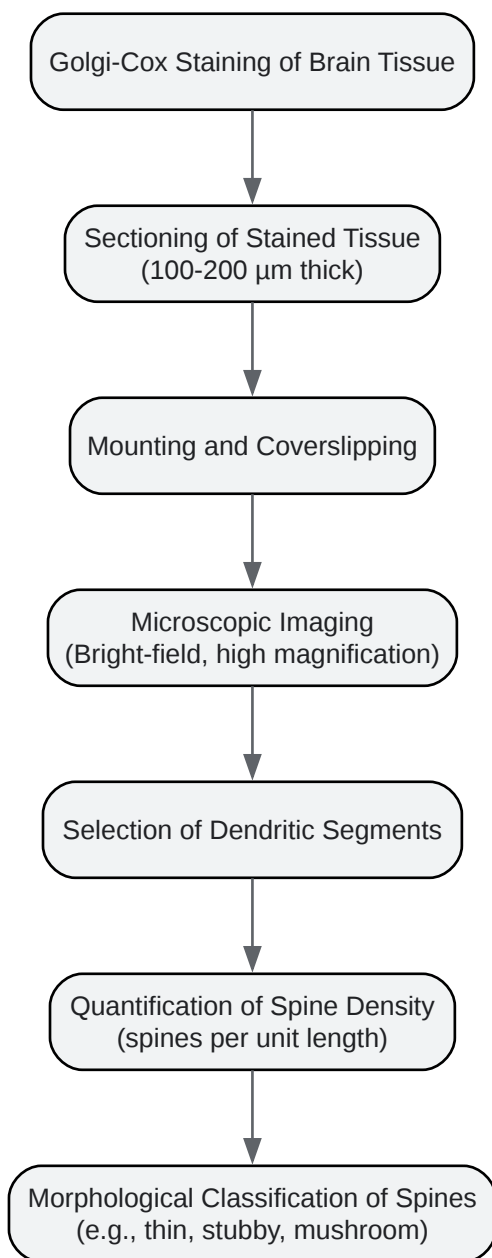 Golgi-Cox Staining of Brain Tissue
Sectioning of Stained Tissue
(100-200 µm thick)
Mounting and Coverslipping
Microscopic Imaging
(Bright-field, high magnification)
Selection of Dendritic Segments
Quantification of Spine Density
(spines per unit length)
Morphological Classification of Spines
(e.g., thin, stubby, mushroom)